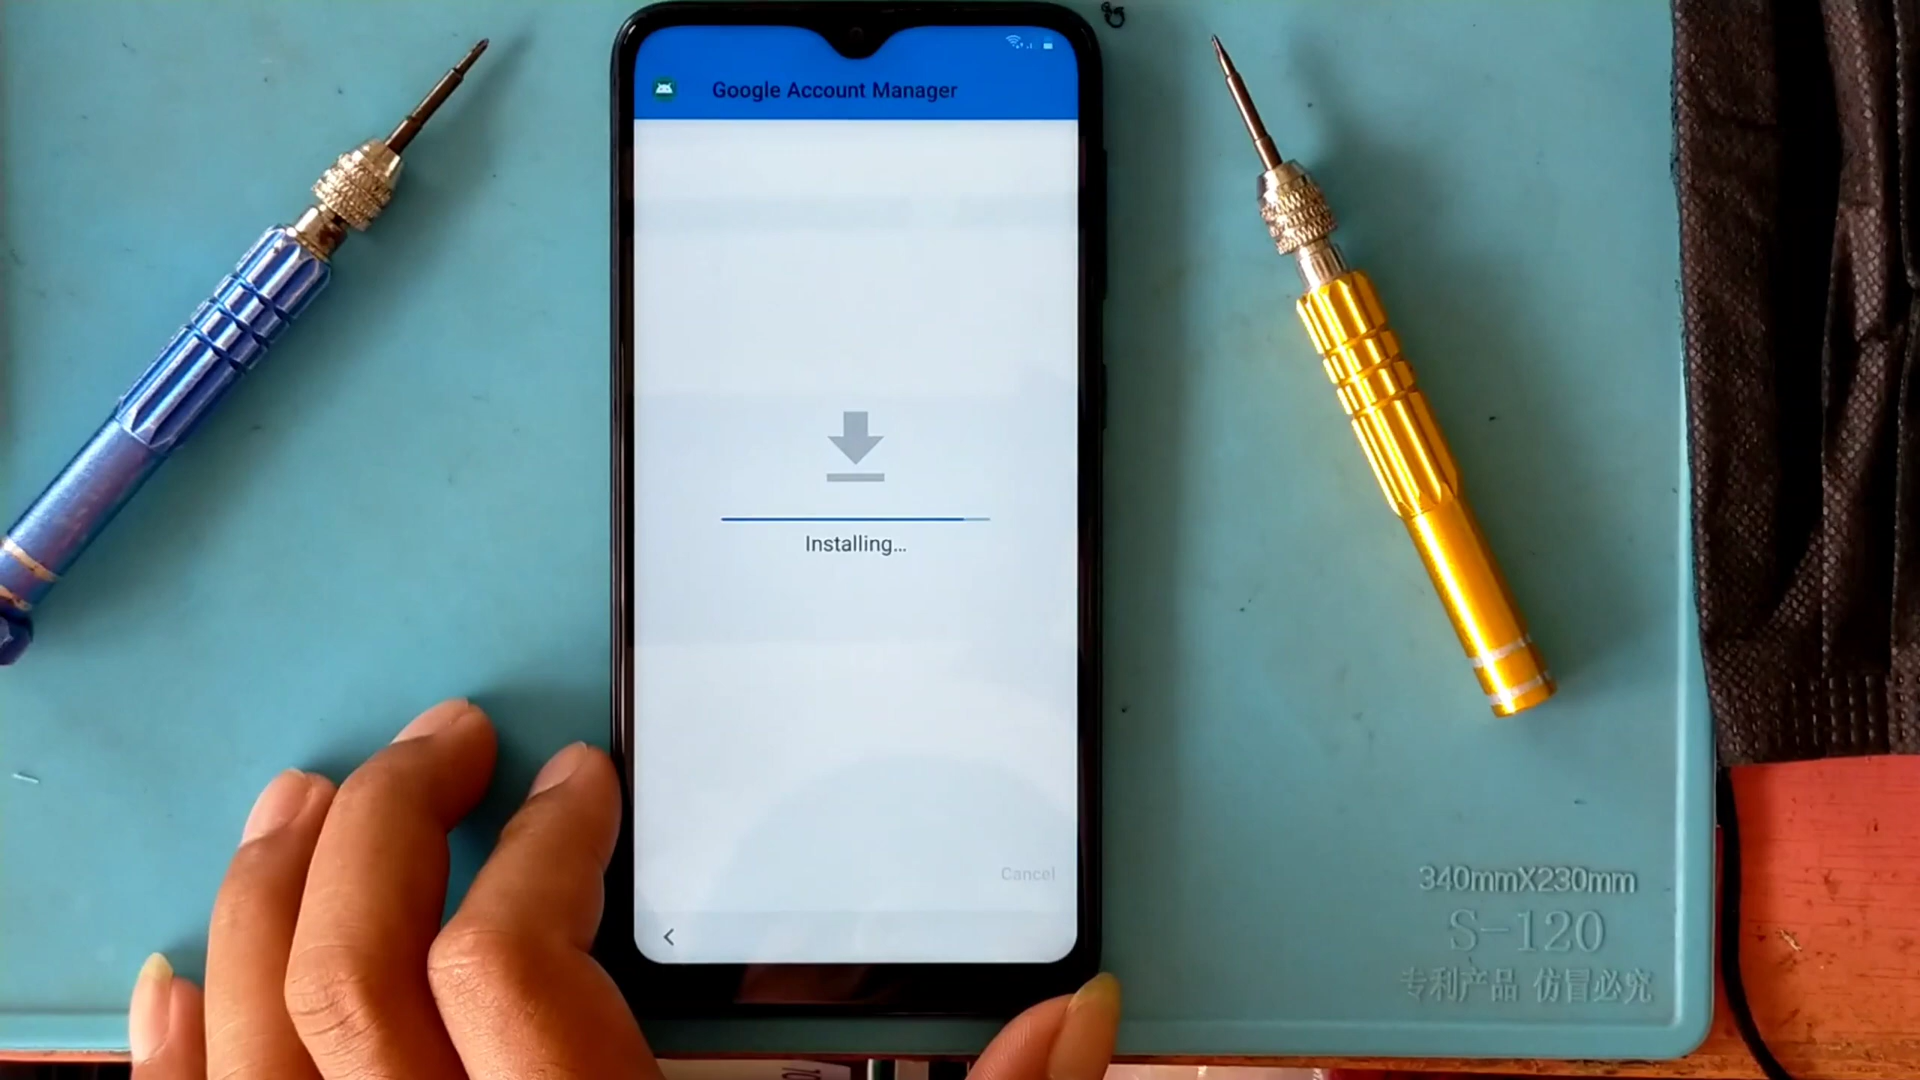 Google Account Manager
Installing...
Cancel
340mmX230mm
S-120
专利产品 仿冒必究